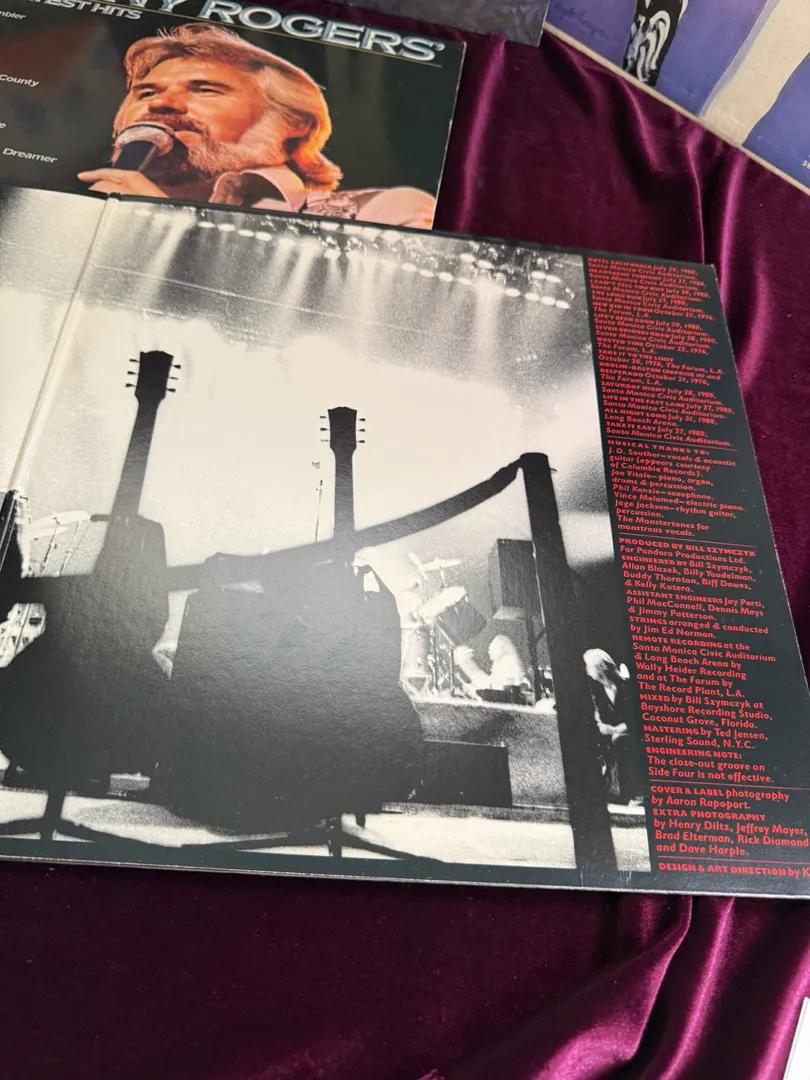 NY ROGERS'
TEST HITS
mbler
County
Dreamer
HOTEL CALIFORNIA July 29, 1980,
Santa Monica Civic Auditorium.
HEARTACHE TONIGHT July 27, 1980,
Santa Monica Civic Auditorium.
I CAN'T TELL YOU WHY July 28, 1980,
Santa Monica Civic Auditorium.
THE LONG RUN July 27, 1980,
Santa Monica Civic Auditorium.
NEW KID IN TOWN October 22, 1976,
The Forum, L.A.
LIFE'S BEEN GOOD July 29, 1980,
Santa Monica Civic Auditorium.
SEVEN BRIDGES ROAD July 28, 1980,
Santa Monica Civic Auditorium.
WASTED TIME October 22, 1976,
The Forum, L.A.
TAKE IT TO THE LIMIT
October 20, 1976, The Forum, L.A.
DOOLIN-DALTON (REPRISE II) and
DESPERADO October 21, 1976,
The Forum, L.A.
SATURDAY NIGHT July 28, 1980,
Santa Monica Civic Auditorium.
LIFE IN THE FAST LANE July 27, 1980,
Santa Monica Civic Auditorium.
ALL NIGHT LONG July 31, 1980,
Long Beach Arena.
TAKE IT EASY July 27, 1980,
Santa Monica Civic Auditorium.
MUSICAL THANKS TO:
J.D. Souther—vocals & acoustic
guitar (appears courtesy
of Columbia Records).
Joe Vitale—piano, organ,
drums & percussion.
Phil Kenzie—saxophone.
Vince Melamed—electric piano.
Jage Jackson—rhythm guitar,
percussion.
The Monstertones for
monstrous vocals.
PRODUCED BY BILL SZYMCZYK
For Pandora Productions Ltd.
ENGINEERED BY Bill Szymczyk,
Allan Blazek, Billy Youdelman,
Buddy Thornton, Biff Dawes,
& Kelly Kotera.
ASSISTANT ENGINEERS Jay Parti,
Phil MacConnell, Dennis Mays
& Jimmy Patterson.
STRINGS arranged & conducted
by Jim Ed Norman.
REMOTE RECORDING at the
Santa Monica Civic Auditorium
& Long Beach Arena by
Wally Heider Recording
and at The Forum by
The Record Plant, L.A.
MIXED by Bill Szymczyk at
Bayshore Recording Studio,
Coconut Grove, Florida.
MASTERING by Ted Jensen,
Sterling Sound, N.Y.C.
ENGINEERING NOTE:
The close-out groove on
Side Four is not effective.
COVER & LABEL photography
by Aaron Rapoport.
EXTRA PHOTOGRAPHY
by Henry Diltz, Jeffrey Mayer,
Brad Elterman, Rick Diamond
and Dave Harple.
DESIGN & ART DIRECTION by K